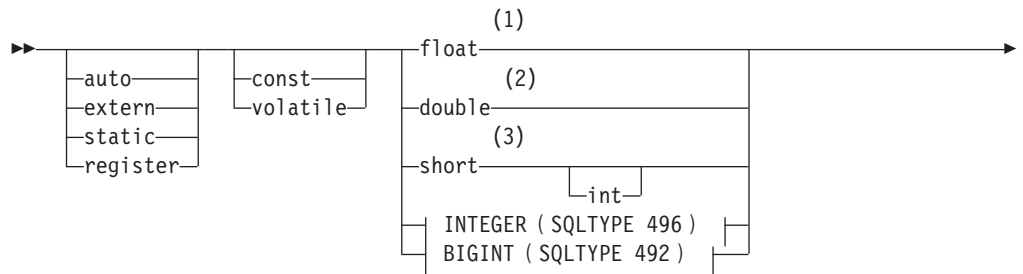 (1)
float
auto const (2)
extern volatile double
static (3)
register short
int
INTEGER ( SQLTYPE 496 )
BIGINT ( SQLTYPE 492 )